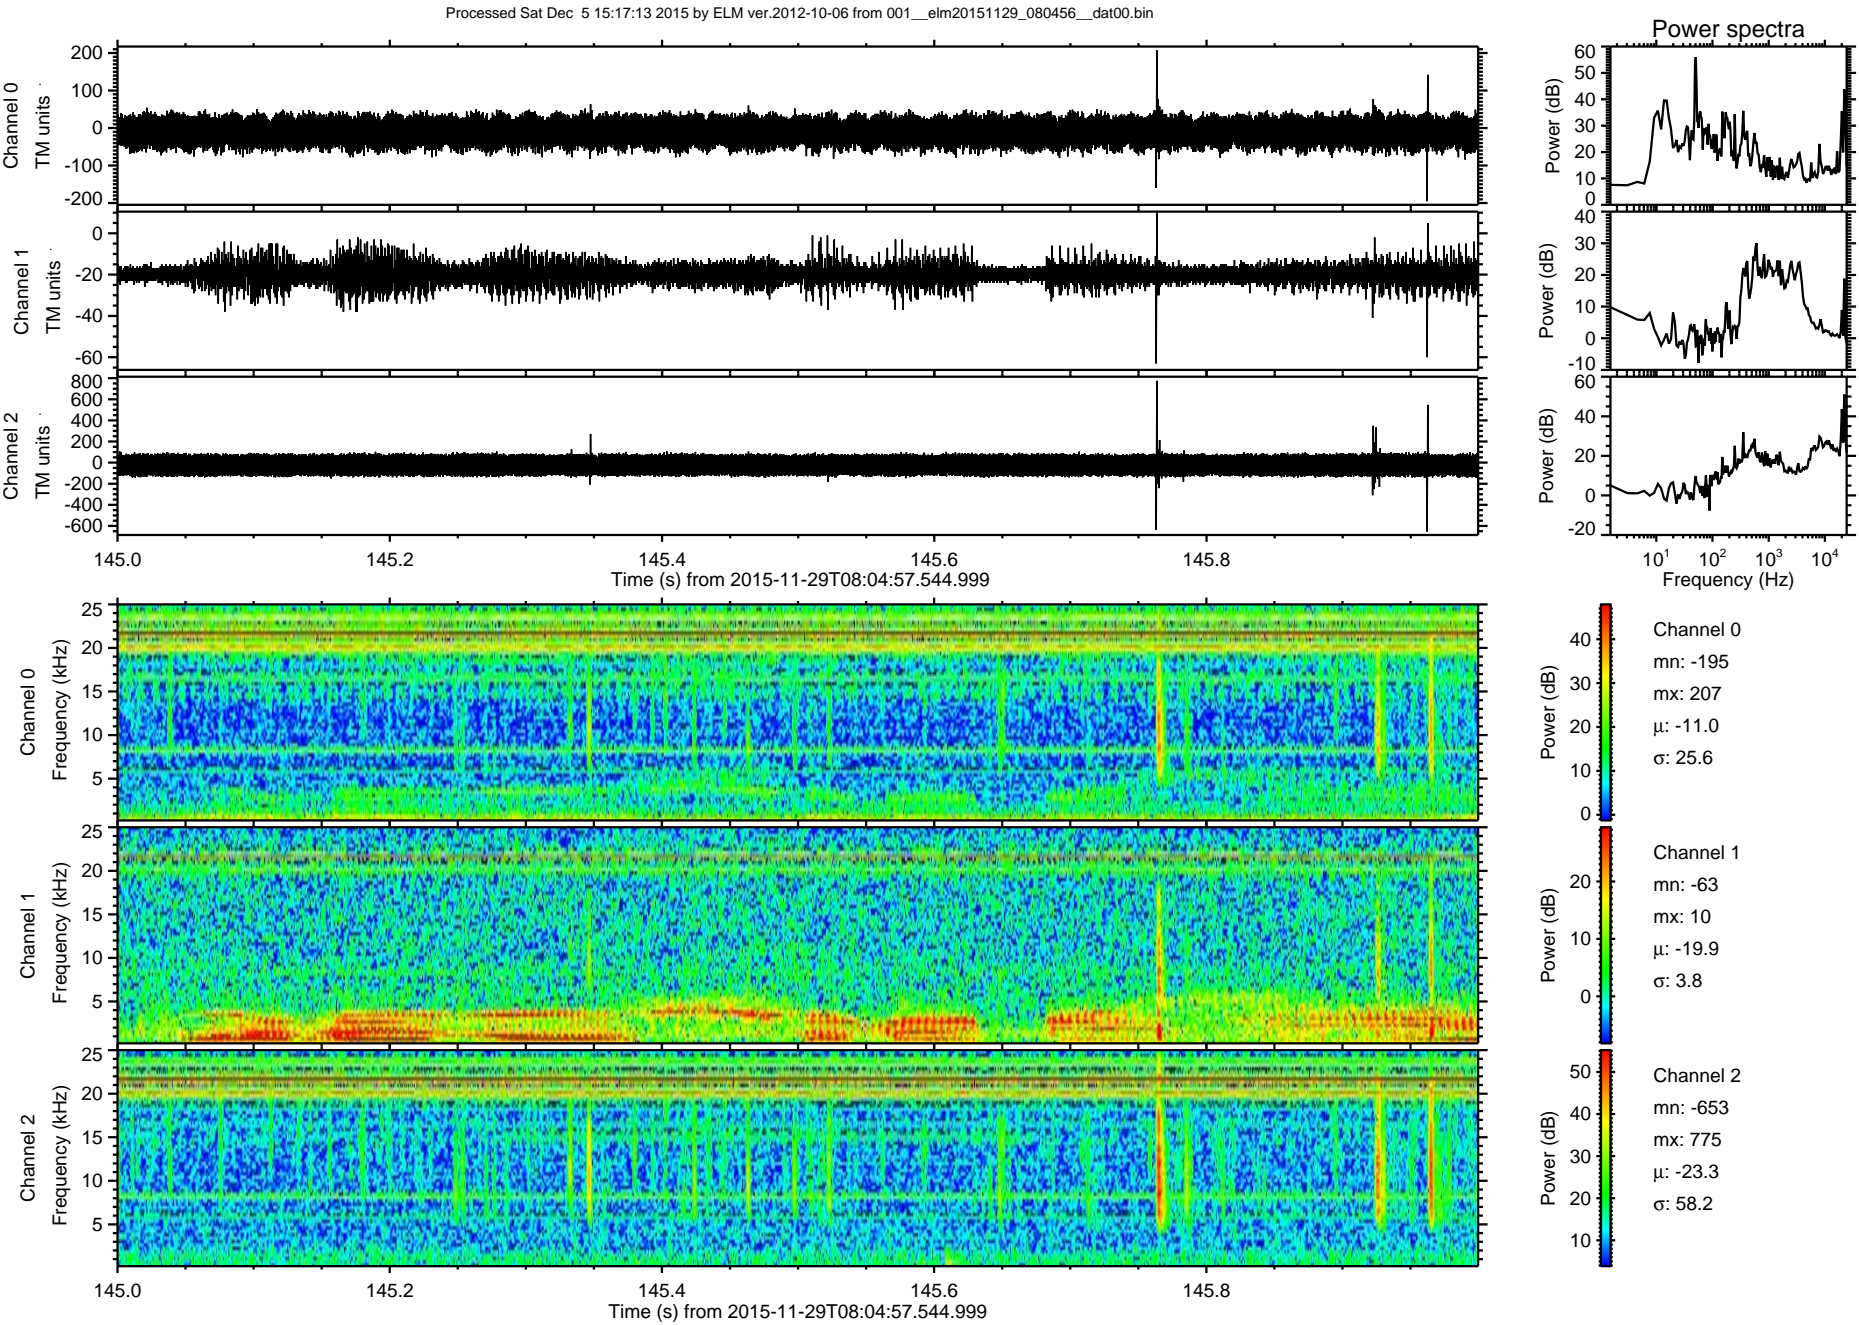 Processed Sat Dec 5 15:17:13 2015 by ELM ver.2012-10-06 from 001__elm20151129_080456__dat00.bin
Power spectra
Channel 0
TM units
200
100
0
-100
-200
Power (dB)
60
50
40
30
20
10
0
Channel 1
TM units
0
-20
-40
-60
Power (dB)
40
30
20
10
0
-10
Channel 2
TM units
800
600
400
200
0
-200
-400
-600
Power (dB)
60
40
20
0
-20
145.0 145.2 145.4 145.6 145.8
Time (s) from 2015-11-29T08:04:57.544.999
10¹ 10² 10³ 10⁴
Frequency (Hz)
Channel 0
Frequency (kHz)
25
20
15
10
5
Power (dB)
40
30
20
10
0
Channel 0
mn: -195
mx: 207
μ: -11.0
σ: 25.6
Channel 1
Frequency (kHz)
25
20
15
10
5
Power (dB)
20
10
0
Channel 1
mn: -63
mx: 10
μ: -19.9
σ: 3.8
Channel 2
Frequency (kHz)
25
20
15
10
5
Power (dB)
50
40
30
20
10
Channel 2
mn: -653
mx: 775
μ: -23.3
σ: 58.2
145.0 145.2 145.4 145.6 145.8
Time (s) from 2015-11-29T08:04:57.544.999